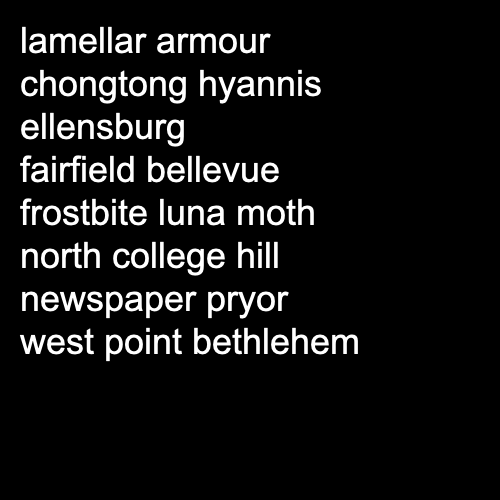 lamellar armour
chongtong hyannis
ellensburg
fairfield bellevue
frostbite luna moth
north college hill
newspaper pryor
west point bethlehem